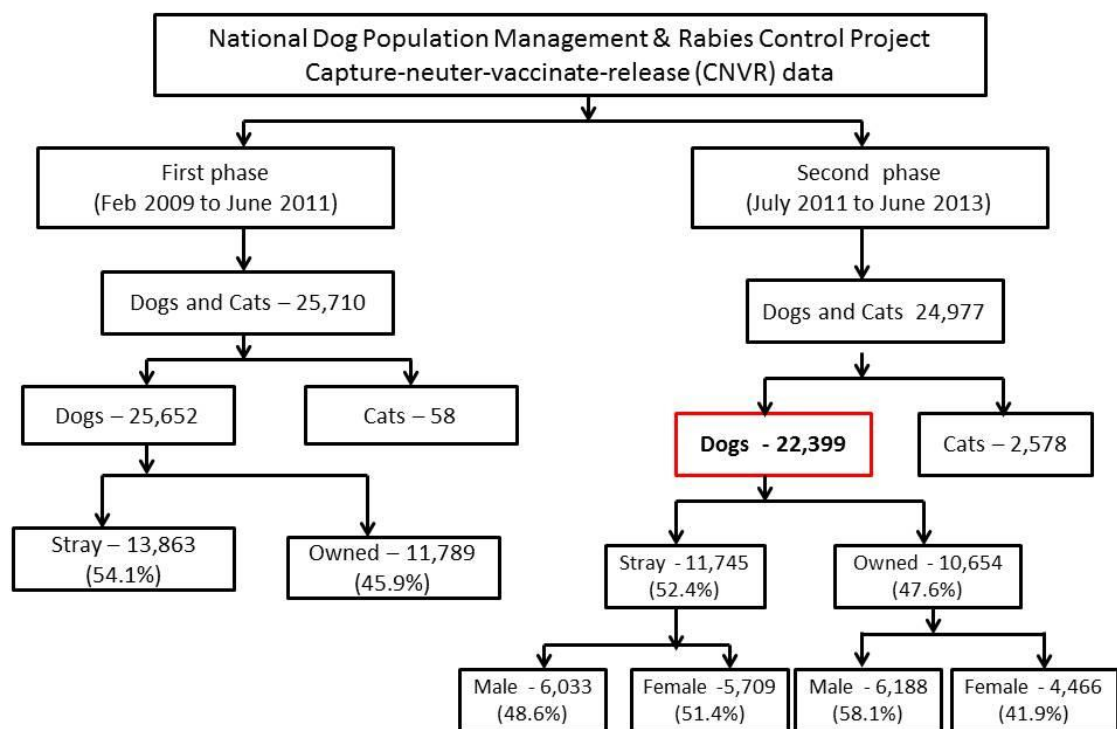 National Dog Population Management & Rabies Control Project
Capture-neuter-vaccinate-release (CNVR) data
First phase
(Feb 2009 to June 2011)
Second phase
(July 2011 to June 2013)
Dogs and Cats – 25,710
Dogs and Cats 24,977
Dogs – 25,652
Cats – 58
Dogs - 22,399
Cats – 2,578
Stray – 13,863
(54.1%)
Owned – 11,789
(45.9%)
Stray - 11,745
(52.4%)
Owned - 10,654
(47.6%)
Male - 6,033
(48.6%)
Female -5,709
(51.4%)
Male - 6,188
(58.1%)
Female - 4,466
(41.9%)